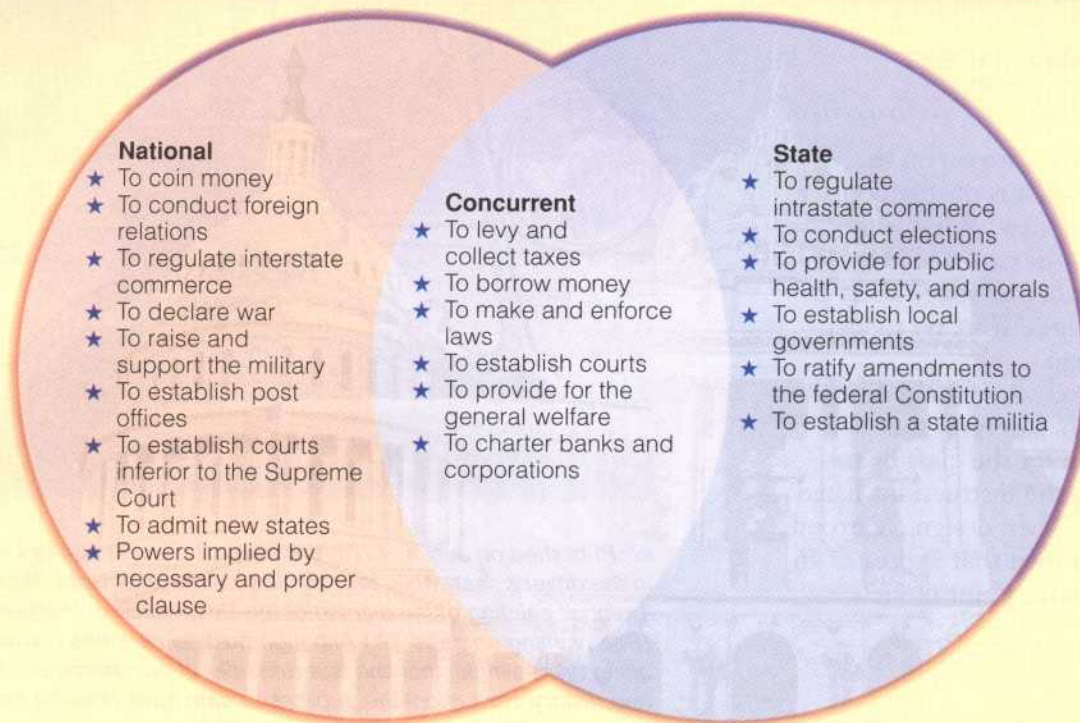 National
★ To coin money
★ To conduct foreign
relations
★ To regulate interstate
commerce
★ To declare war
★ To raise and
support the military
★ To establish post
offices
★ To establish courts
inferior to the Supreme
Court
★ To admit new states
★ Powers implied by
necessary and proper
clause
Concurrent
★ To levy and
collect taxes
★ To borrow money
★ To make and enforce
laws
★ To establish courts
★ To provide for the
general welfare
★ To charter banks and
corporations
State
★ To regulate
intrastate commerce
★ To conduct elections
★ To provide for public
health, safety, and morals
★ To establish local
governments
★ To ratify amendments to
the federal Constitution
★ To establish a state militia